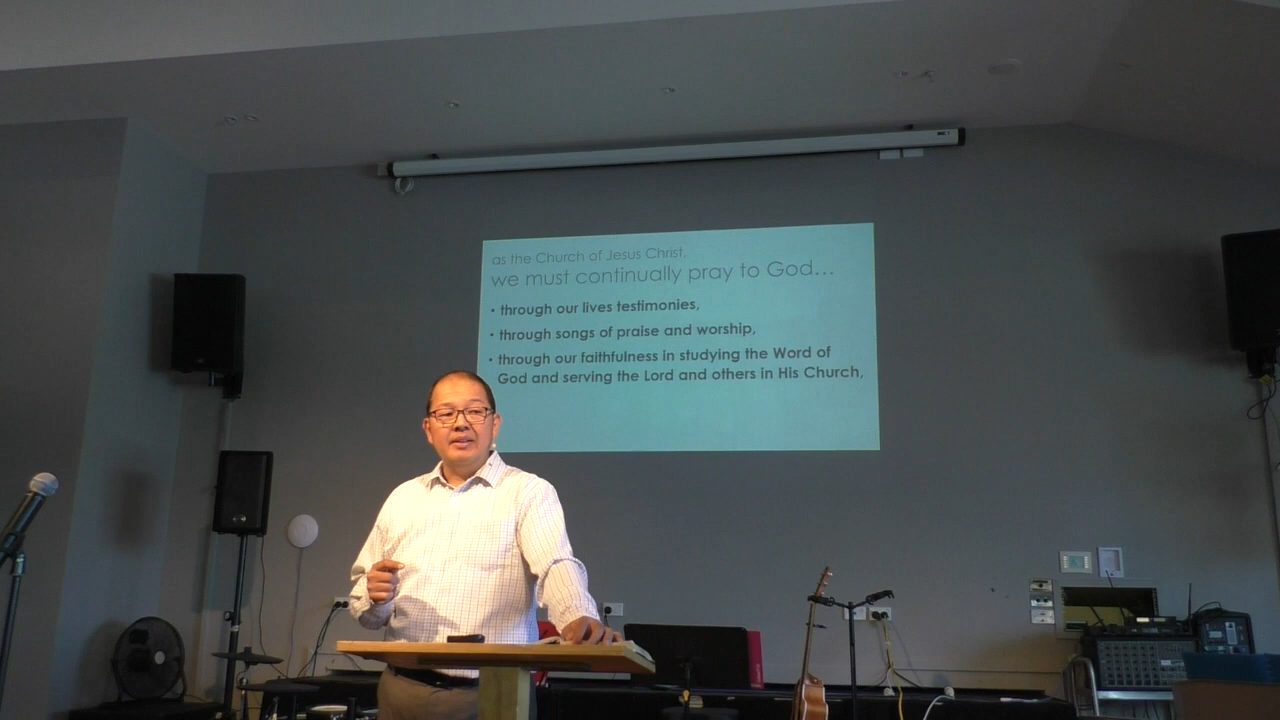 as the Church of Jesus Christ,
we must continually pray to God…
• through our lives testimonies,
• through songs of praise and worship,
• through our faithfulness in studying the Word of
God and serving the Lord and others in His Church,